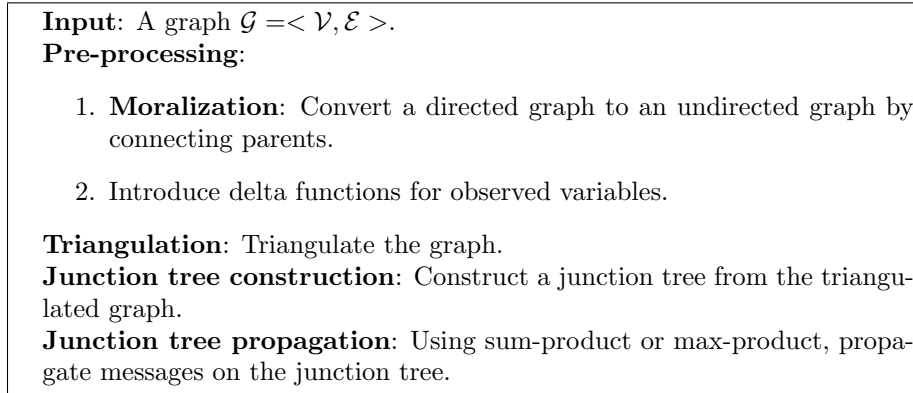 Input: A graph 𝒢 =< 𝒱, ℰ >.
Pre-processing:
1. Moralization: Convert a directed graph to an undirected graph by
connecting parents.
2. Introduce delta functions for observed variables.
Triangulation: Triangulate the graph.
Junction tree construction: Construct a junction tree from the triangu-
lated graph.
Junction tree propagation: Using sum-product or max-product, propa-
gate messages on the junction tree.